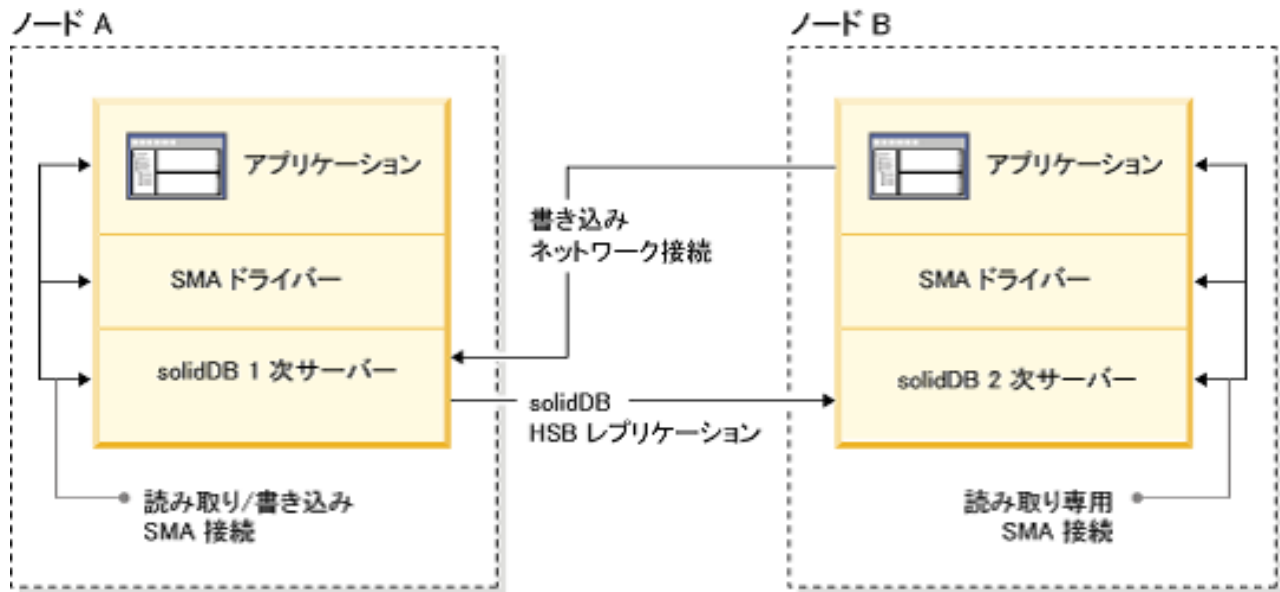 ノード A
アプリケーション
SMA ドライバー
solidDB 1 次サーバー
読み取り/書き込み
SMA 接続
書き込み
ネットワーク接続
solidDB
HSB レプリケーション
ノード B
アプリケーション
SMA ドライバー
solidDB 2 次サーバー
読み取り専用
SMA 接続